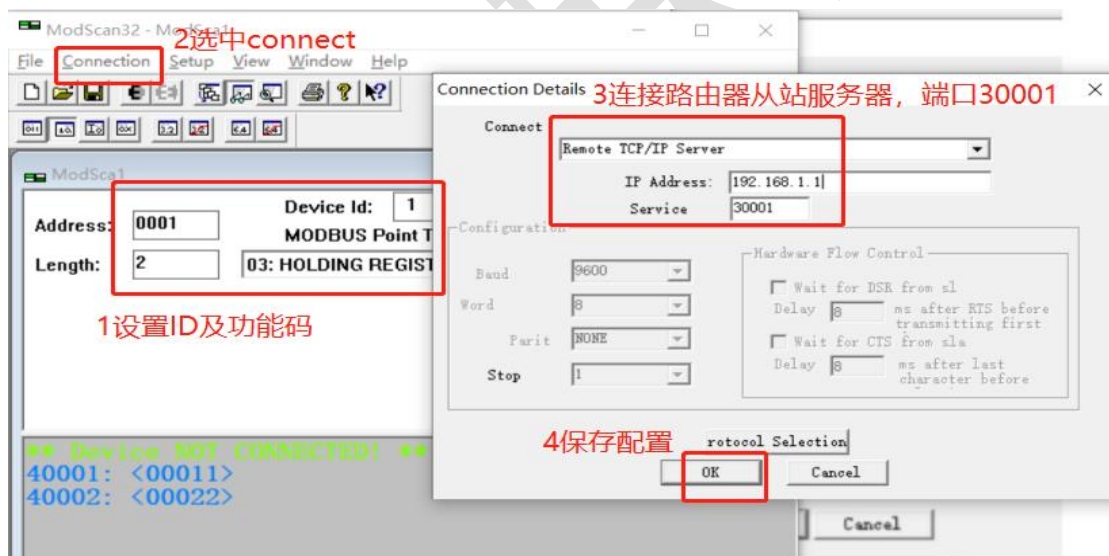 ModScan32 - ModSca1
2选中connect
File Connection Setup View Window Help
Connection Details
3连接路由器从站服务器，端口30001
Connect
Remote TCP/IP Server
IP Address: 192.168.1.1
Service 30001
ModSca1
Address: 0001
Device Id: 1
MODBUS Point T
Length: 2
03: HOLDING REGIST
1设置ID及功能码
Configuration
Baud 9600
Word 8
Parit NONE
Stop 1
Hardware Flow Control
Wait for DSR from sl
Delay 8 ms after RTS before
transmitting first
Wait for CTS from sla
Delay 8 ms after last
character before
4保存配置
rotocol Selection
OK Cancel
** Device NOT CONNECTED! **
40001: <00011>
40002: <00022>
Cancel